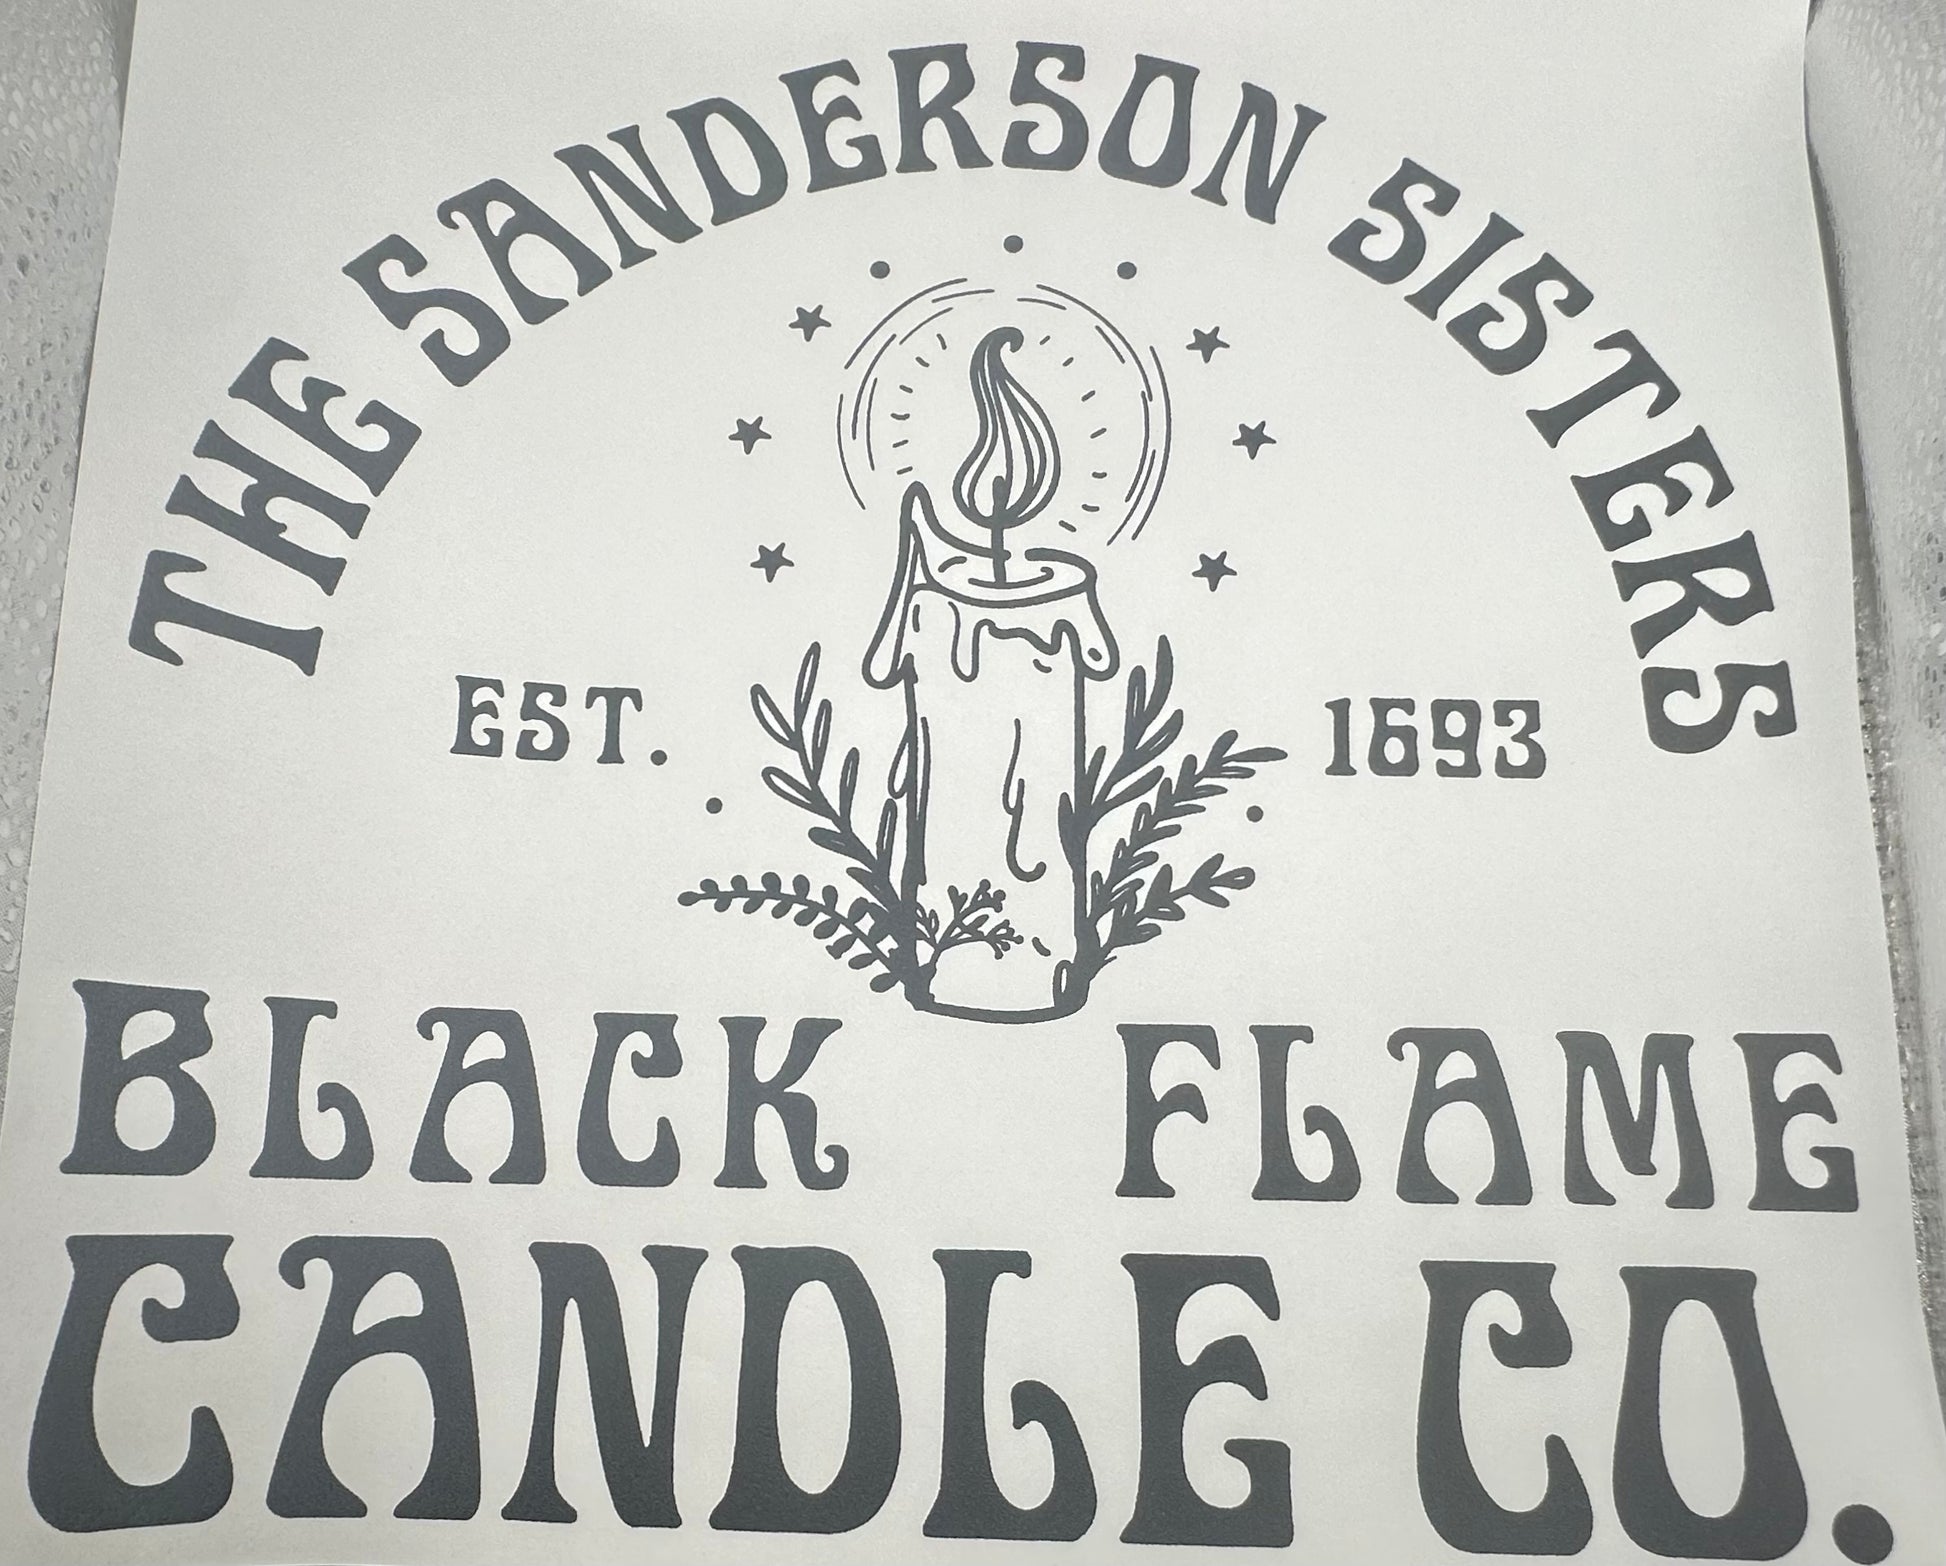 THE SANDERSON SISTERS
EST. 1693
BLACK FLAME
CANDLE CO.